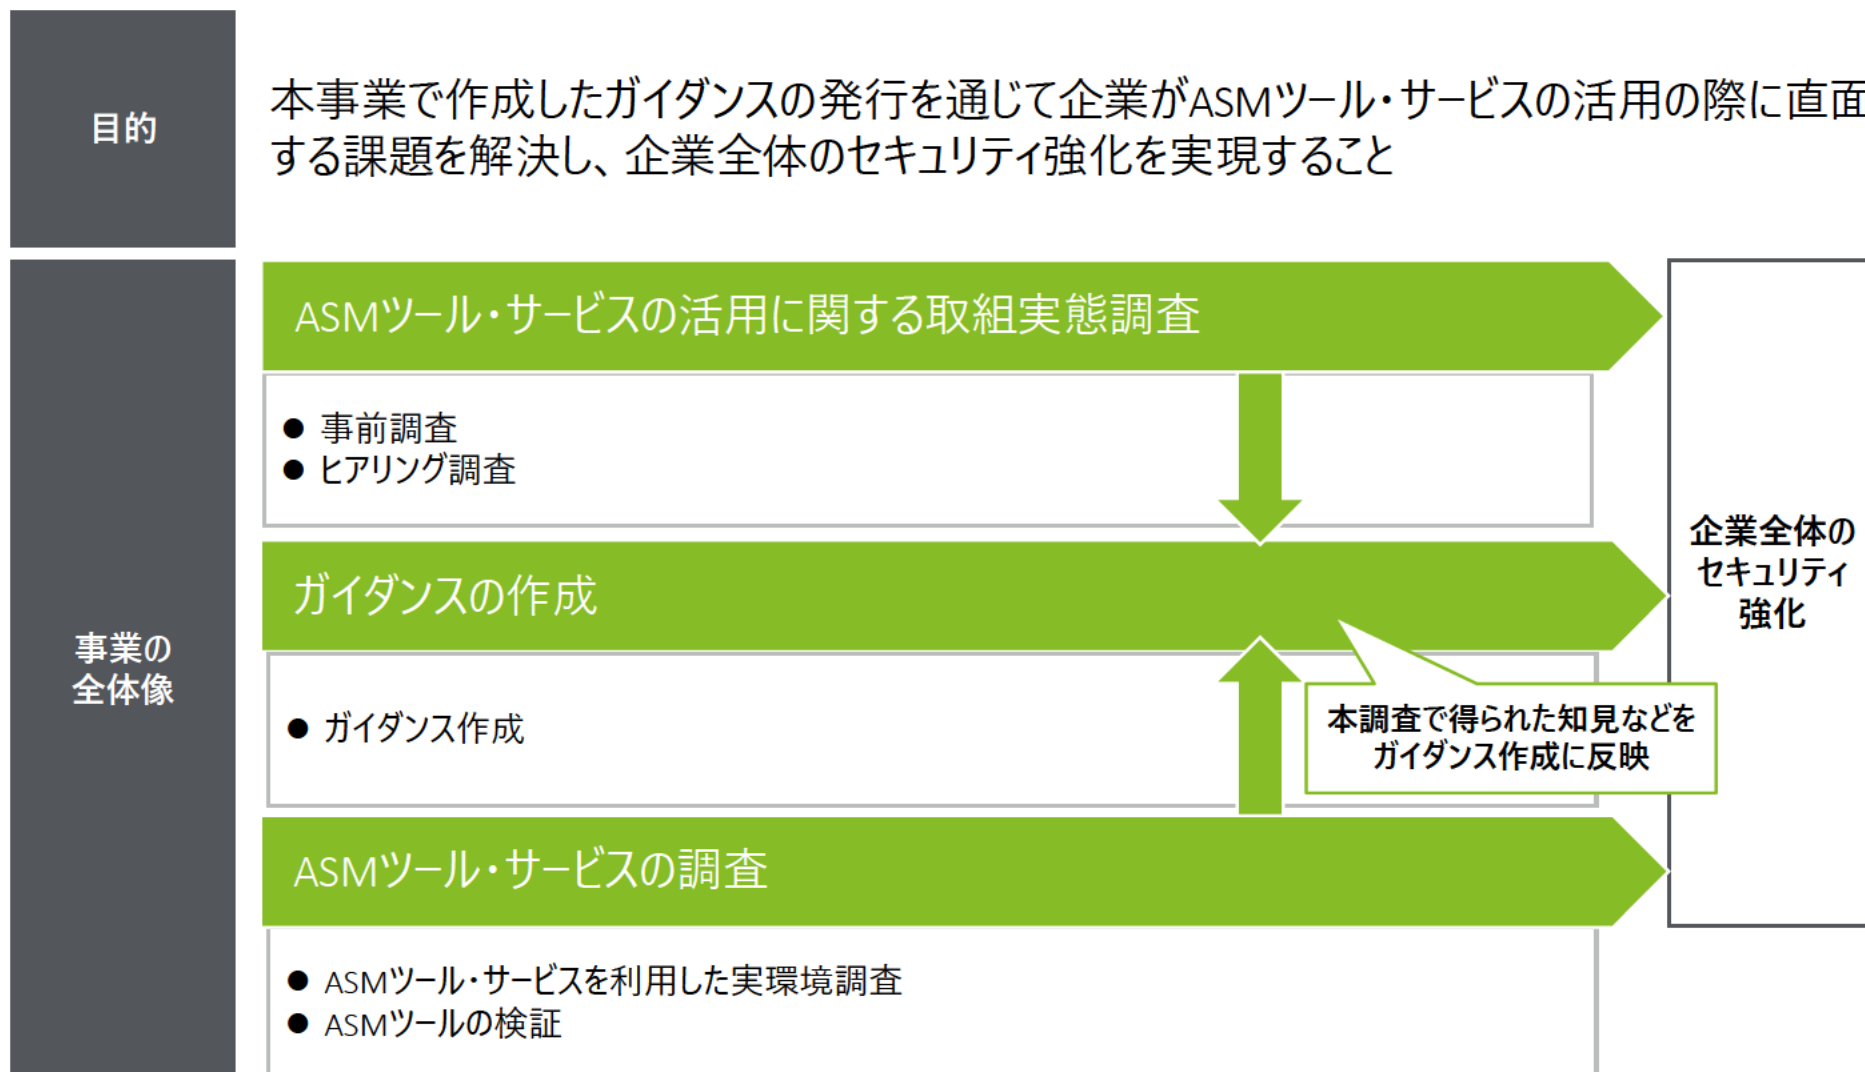 目的
本事業で作成したガイダンスの発行を通じて企業がASMツール・サービスの活用の際に直面
する課題を解決し、企業全体のセキュリティ強化を実現すること
事業の
全体像
ASMツール・サービスの活用に関する取組実態調査
● 事前調査
● ヒアリング調査
ガイダンスの作成
● ガイダンス作成
本調査で得られた知見などを
ガイダンス作成に反映
ASMツール・サービスの調査
● ASMツール・サービスを利用した実環境調査
● ASMツールの検証
企業全体の
セキュリティ
強化